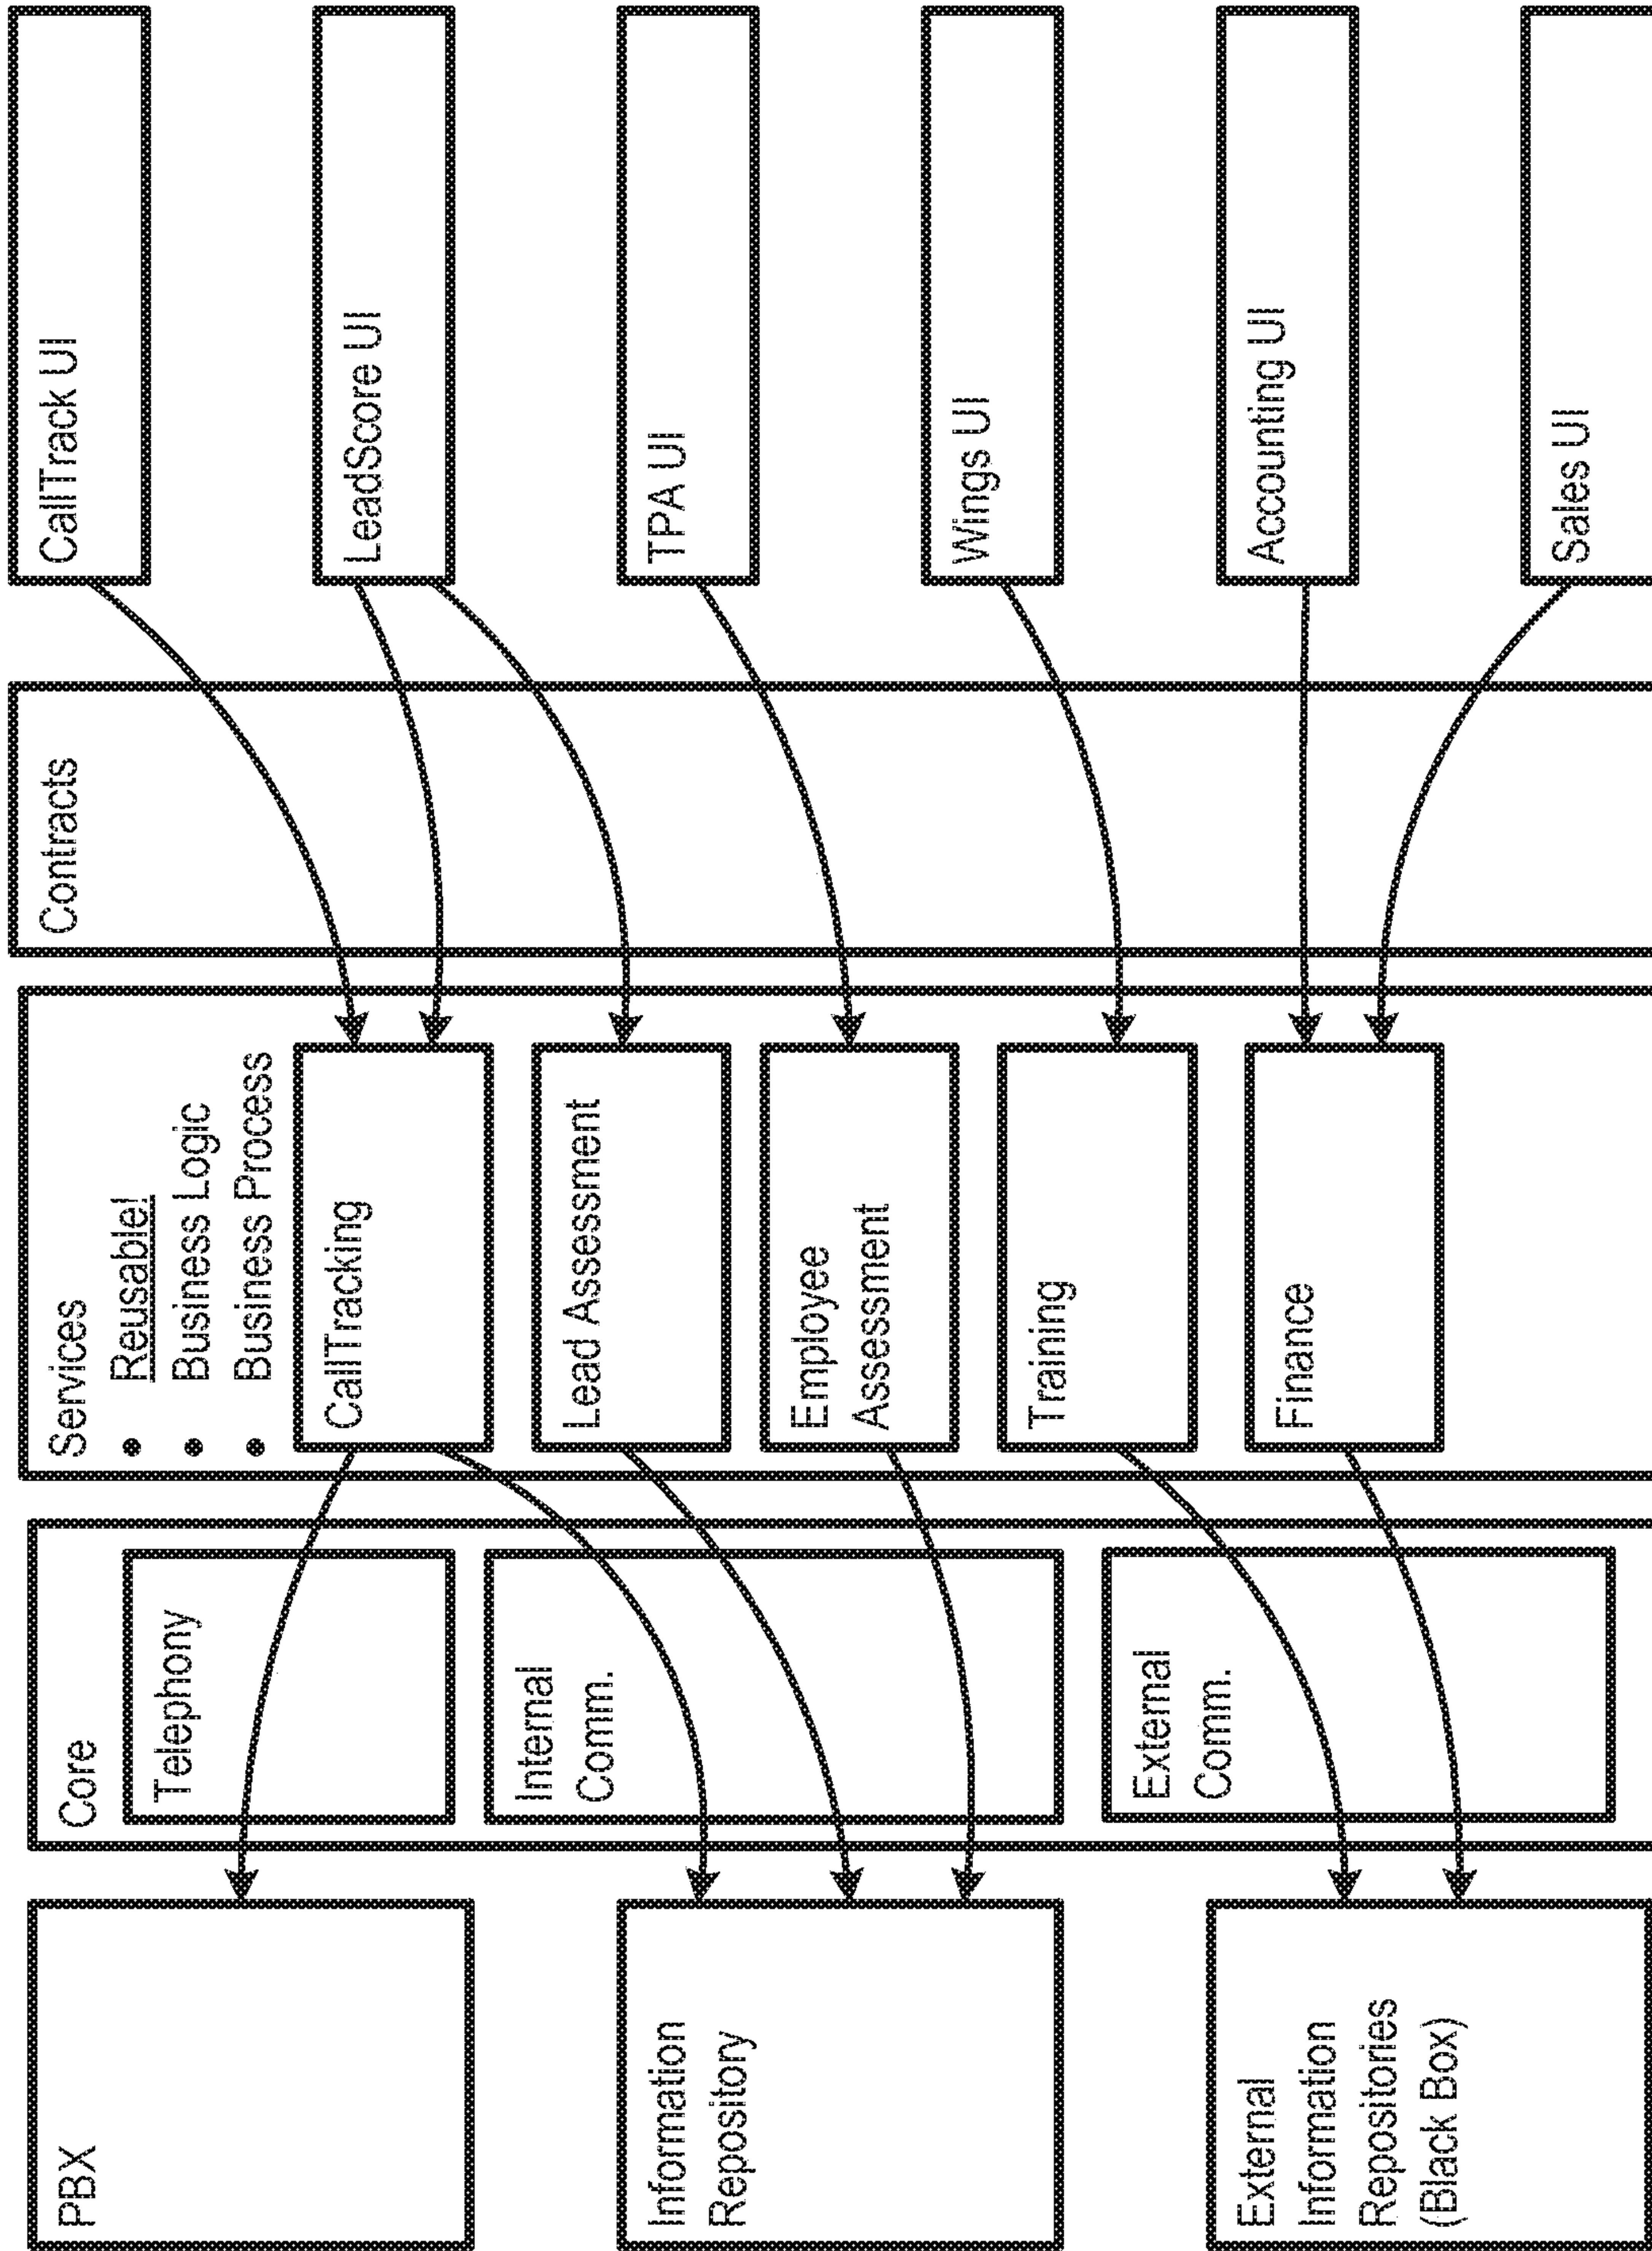 PBX
Information
Repository
External
Information
Repositories
(Black Box)
Core
Telephony
Internal
Comm.
External
Comm.
Services
• Reusable!
• Business Logic
• Business Process
CallTracking
Lead Assessment
Employee
Assessment
Training
Finance
Contracts
CallTrack UI
LeadScore UI
TPA UI
Wings UI
Accounting UI
Sales UI